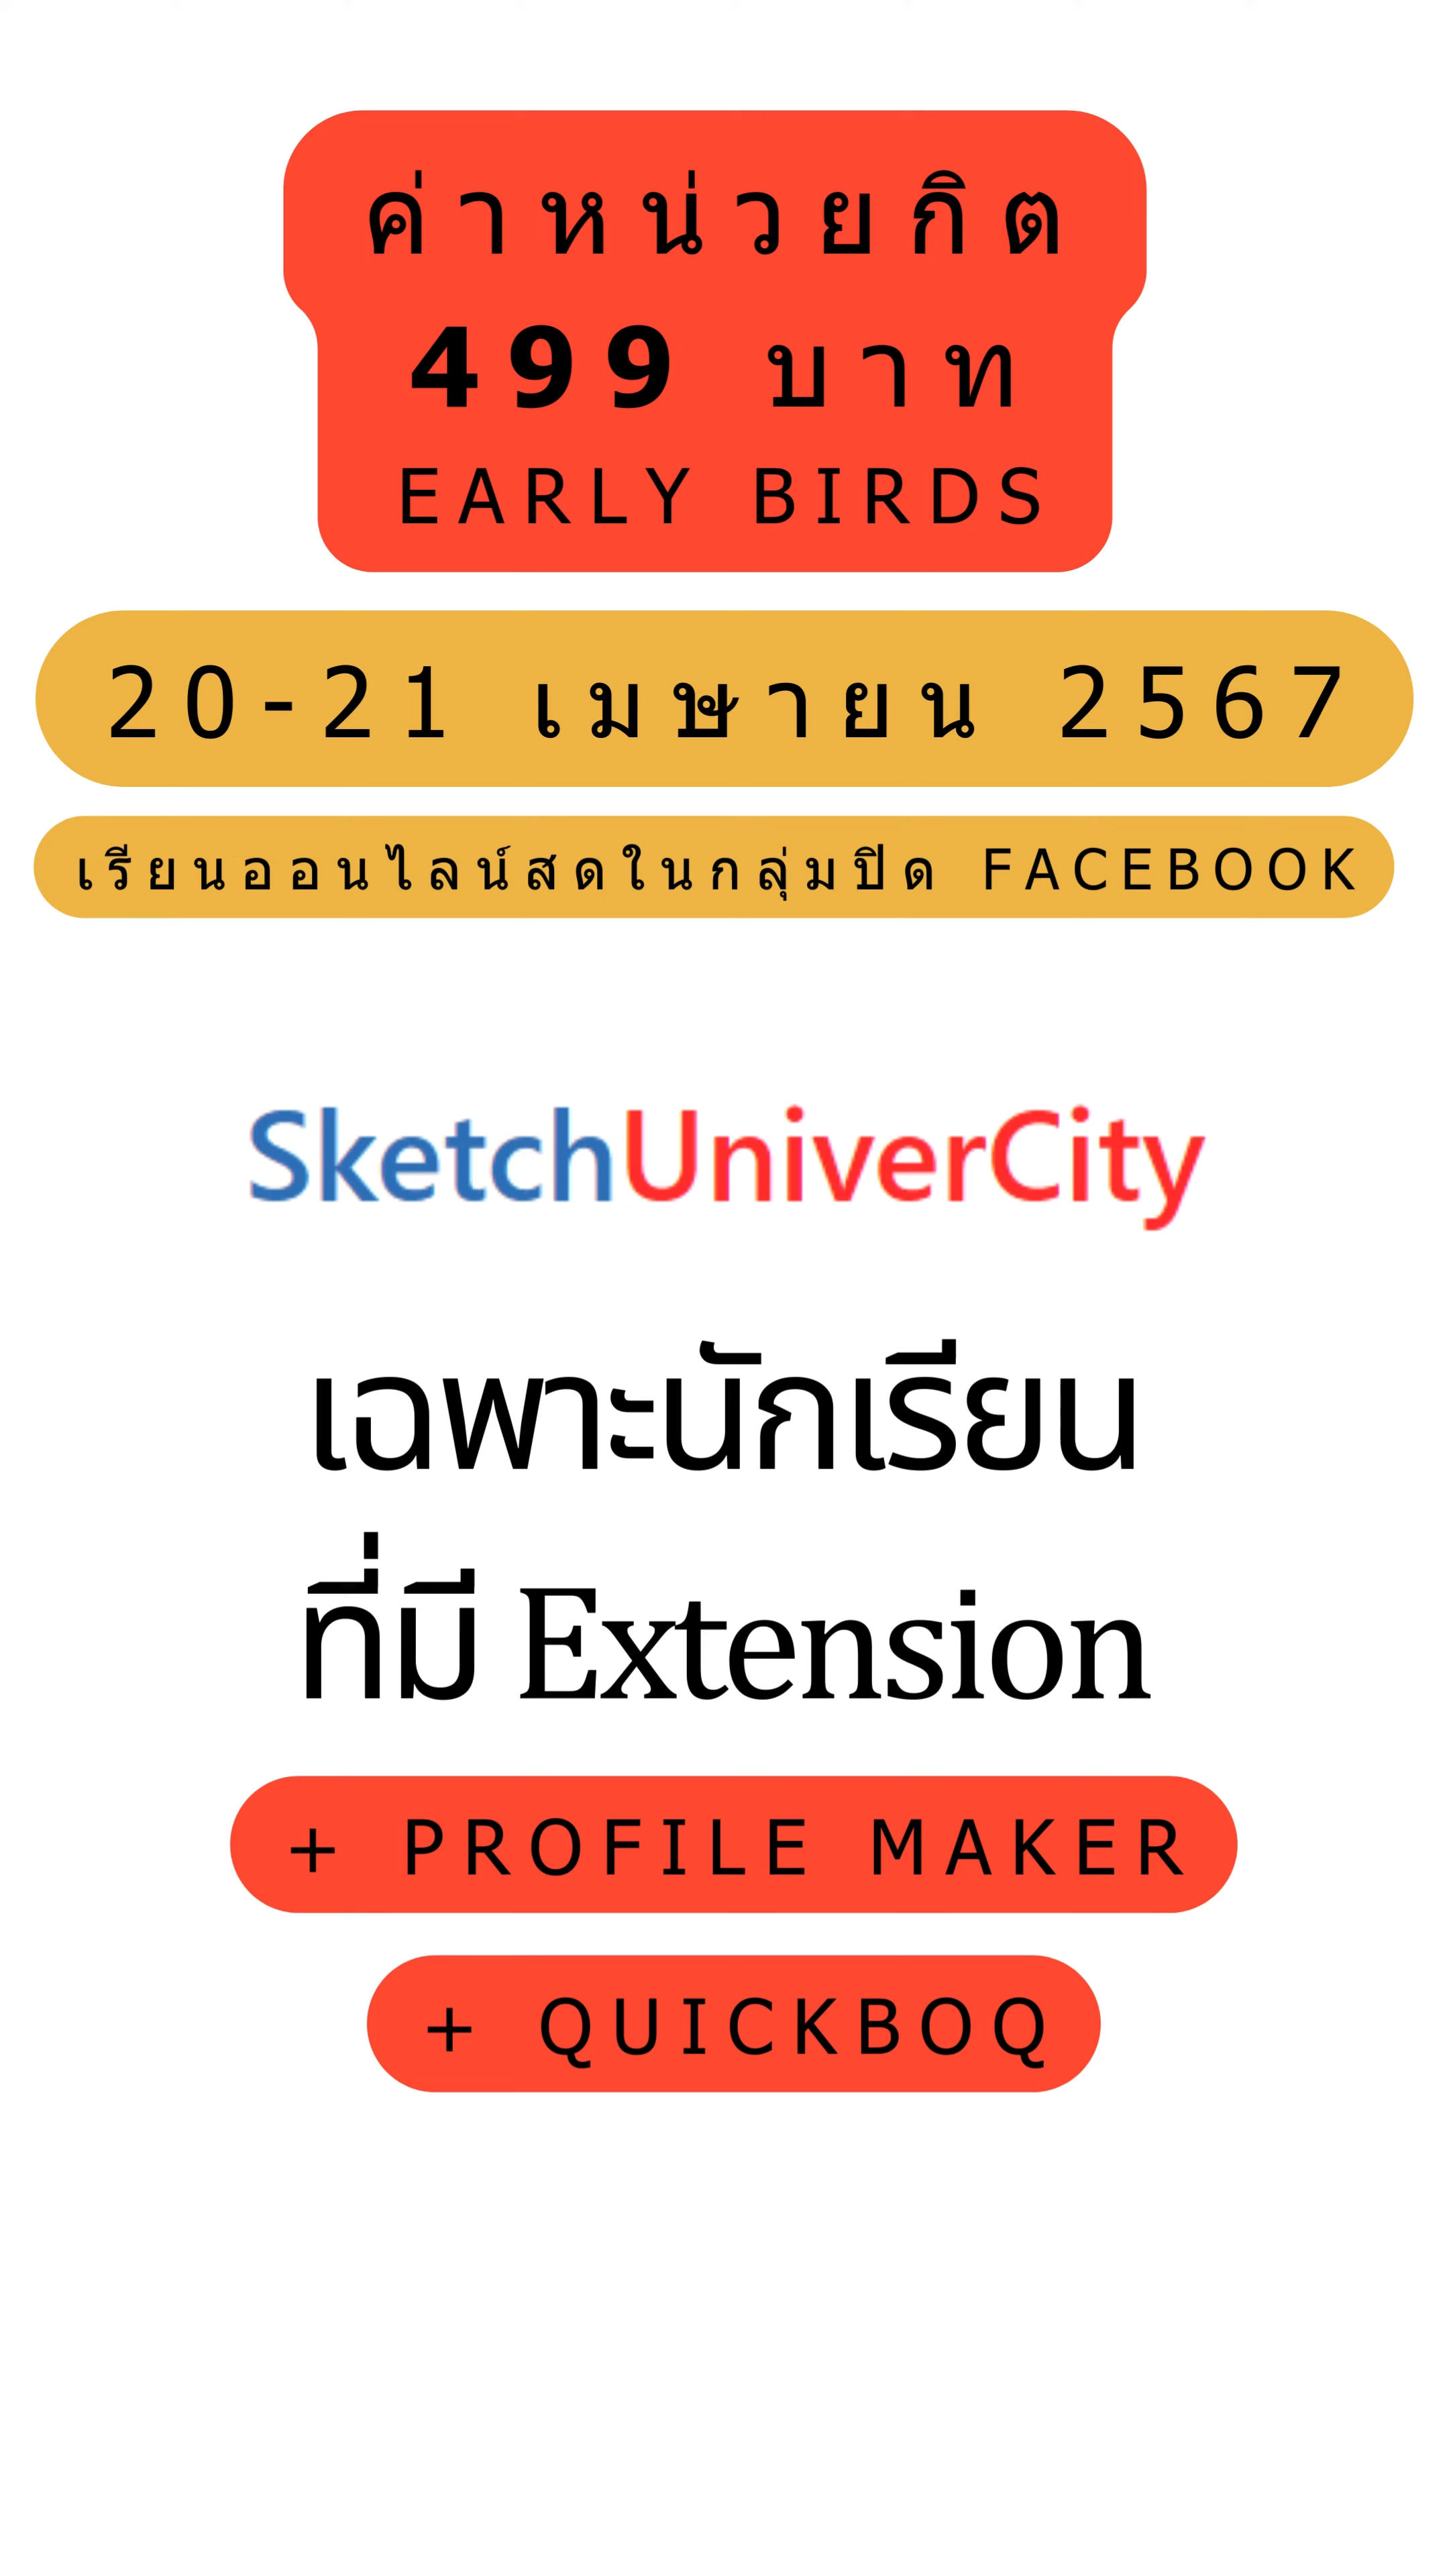 ค่าหน่วยกิต
499 บาท
EARLY BIRDS
20-21 เมษายน 2567
เรียนออนไลน์สดในกลุ่มปิด FACEBOOK
SketchUniverCity
เฉพาะนักเรียน
ที่มี Extension
+ PROFILE MAKER
+ QUICKBOQ